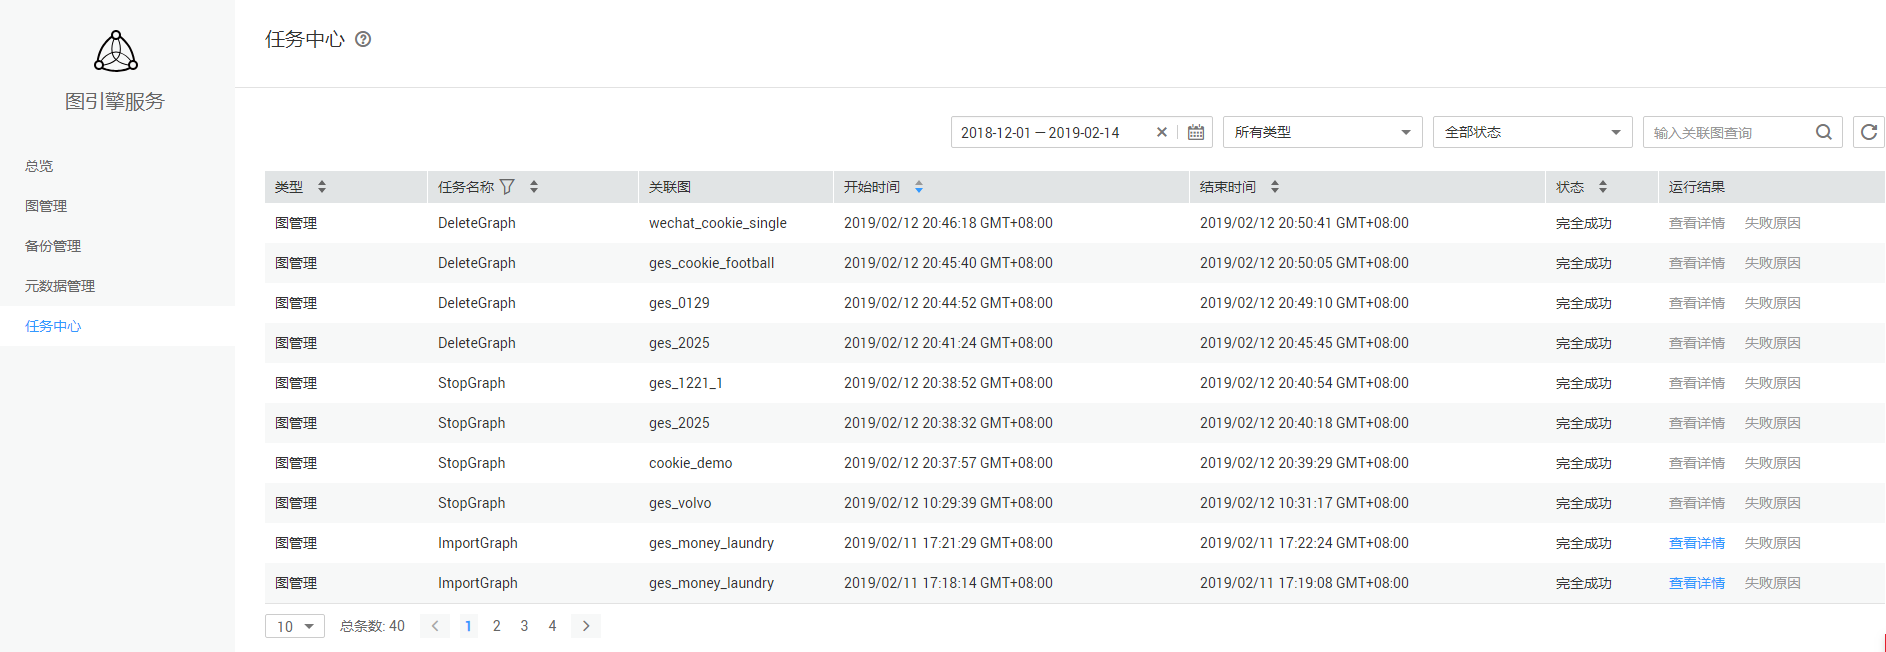 图引擎服务
总览
图管理
备份管理
元数据管理
任务中心
任务中心
2018-12-01 – 2019-02-14 所有类型 全部状态 输入关联图查询
类型 任务名称 关联图 开始时间 结束时间 状态 运行结果
图管理 DeleteGraph wechat_cookie_single 2019/02/12 20:46:18 GMT+08:00 2019/02/12 20:50:41 GMT+08:00 完全成功 查看详情 失败原因
图管理 DeleteGraph ges_cookie_football 2019/02/12 20:45:40 GMT+08:00 2019/02/12 20:50:05 GMT+08:00 完全成功 查看详情 失败原因
图管理 DeleteGraph ges_0129 2019/02/12 20:44:52 GMT+08:00 2019/02/12 20:49:10 GMT+08:00 完全成功 查看详情 失败原因
图管理 DeleteGraph ges_2025 2019/02/12 20:41:24 GMT+08:00 2019/02/12 20:45:45 GMT+08:00 完全成功 查看详情 失败原因
图管理 StopGraph ges_1221_1 2019/02/12 20:38:52 GMT+08:00 2019/02/12 20:40:54 GMT+08:00 完全成功 查看详情 失败原因
图管理 StopGraph ges_2025 2019/02/12 20:38:32 GMT+08:00 2019/02/12 20:40:18 GMT+08:00 完全成功 查看详情 失败原因
图管理 StopGraph cookie_demo 2019/02/12 20:37:57 GMT+08:00 2019/02/12 20:39:29 GMT+08:00 完全成功 查看详情 失败原因
图管理 StopGraph ges_volvo 2019/02/12 10:29:39 GMT+08:00 2019/02/12 10:31:17 GMT+08:00 完全成功 查看详情 失败原因
图管理 ImportGraph ges_money_laundry 2019/02/11 17:21:29 GMT+08:00 2019/02/11 17:22:24 GMT+08:00 完全成功 查看详情 失败原因
图管理 ImportGraph ges_money_laundry 2019/02/11 17:18:14 GMT+08:00 2019/02/11 17:19:08 GMT+08:00 完全成功 查看详情 失败原因
10 总条数: 40 < 1 2 3 4 >